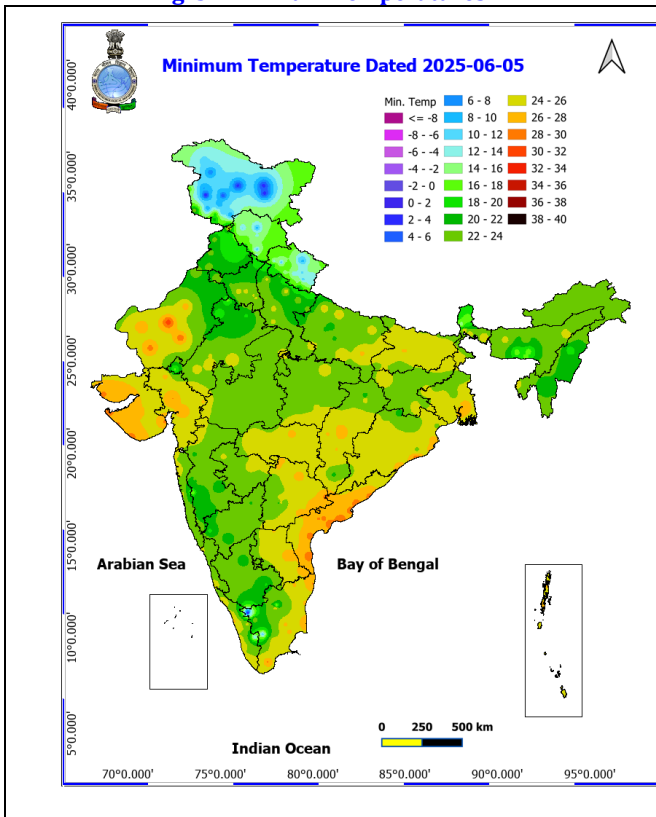 Minimum Temperature Dated 2025-06-05
Min. Temp
<= -8
-8 - -6
-6 - -4
-4 - -2
-2 - 0
0 - 2
2 - 4
4 - 6
6 - 8
8 - 10
10 - 12
12 - 14
14 - 16
16 - 18
18 - 20
20 - 22
22 - 24
24 - 26
26 - 28
28 - 30
30 - 32
32 - 34
34 - 36
36 - 38
38 - 40
40°0.000'
35°0.000'
30°0.000'
25°0.000'
20°0.000'
15°0.000'
10°0.000'
5°0.000'
Arabian Sea
Bay of Bengal
Indian Ocean
0 250 500 km
70°0.000' 75°0.000' 80°0.000' 85°0.000' 90°0.000' 95°0.000'